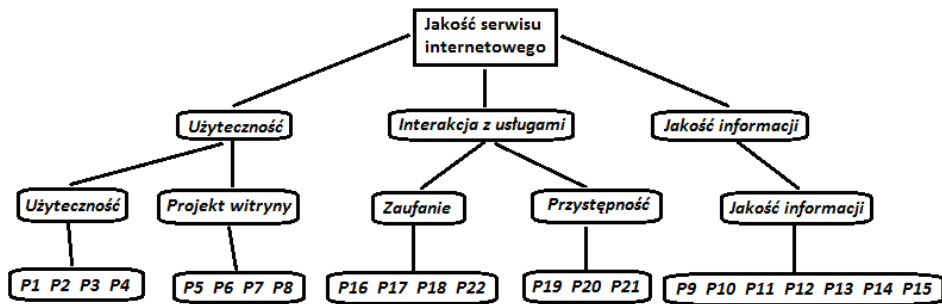 Jakość serwisu
internetowego
Użyteczność
Interakcja z usługami
Jakość informacji
Użyteczność
Projekt witryny
Zaufanie
Przystępność
Jakość informacji
P1 P2 P3 P4
P5 P6 P7 P8
P16 P17 P18 P22
P19 P20 P21
P9 P10 P11 P12 P13 P14 P15